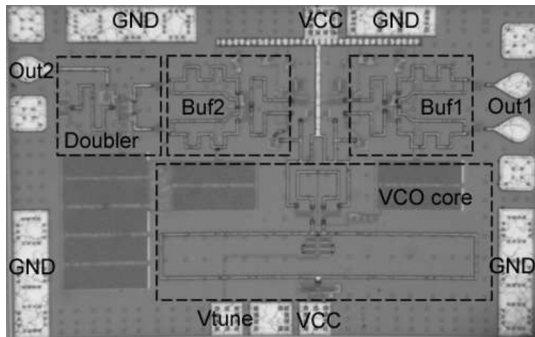 GND
VCC
GND
Out2
Buf2
Buf1
Out1
Doubler
VCO core
GND
GND
Vtune
VCC